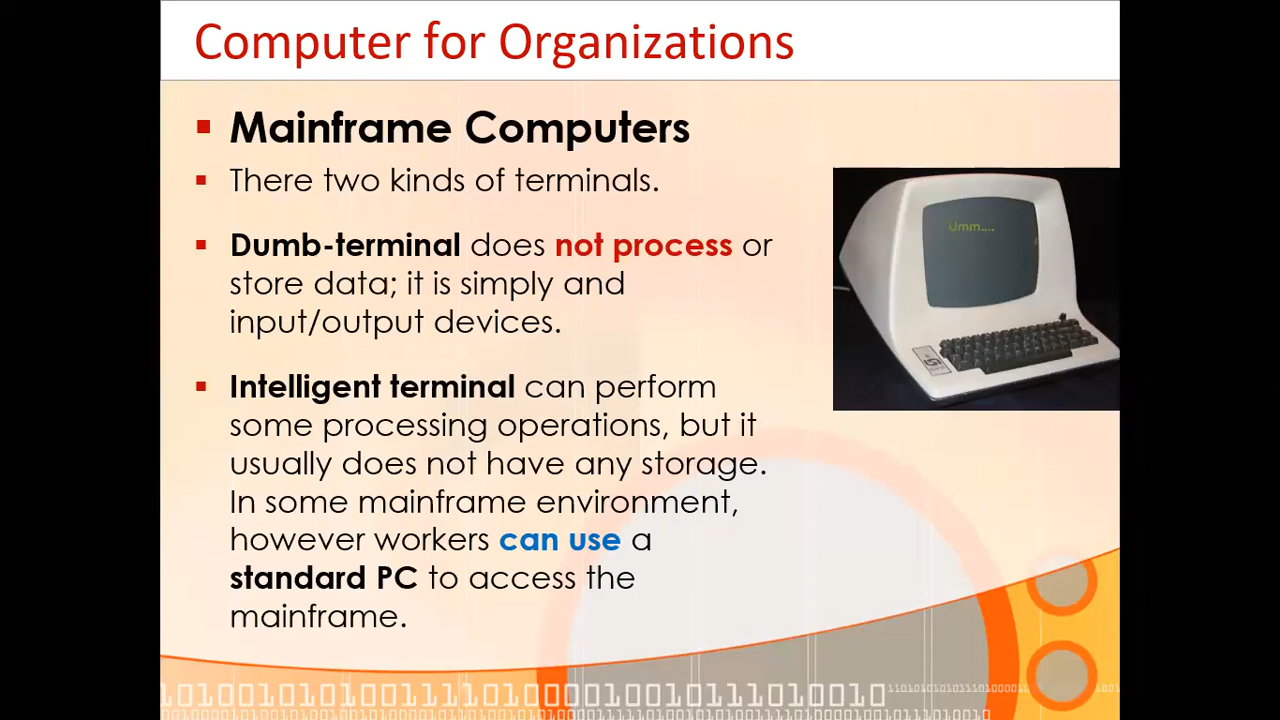 Computer for Organizations
Mainframe Computers
There two kinds of terminals.
Dumb-terminal does not process or
store data; it is simply and
input/output devices.
Intelligent terminal can perform
some processing operations, but it
usually does not have any storage.
In some mainframe environment,
however workers can use a
standard PC to access the
mainframe.
Umm....